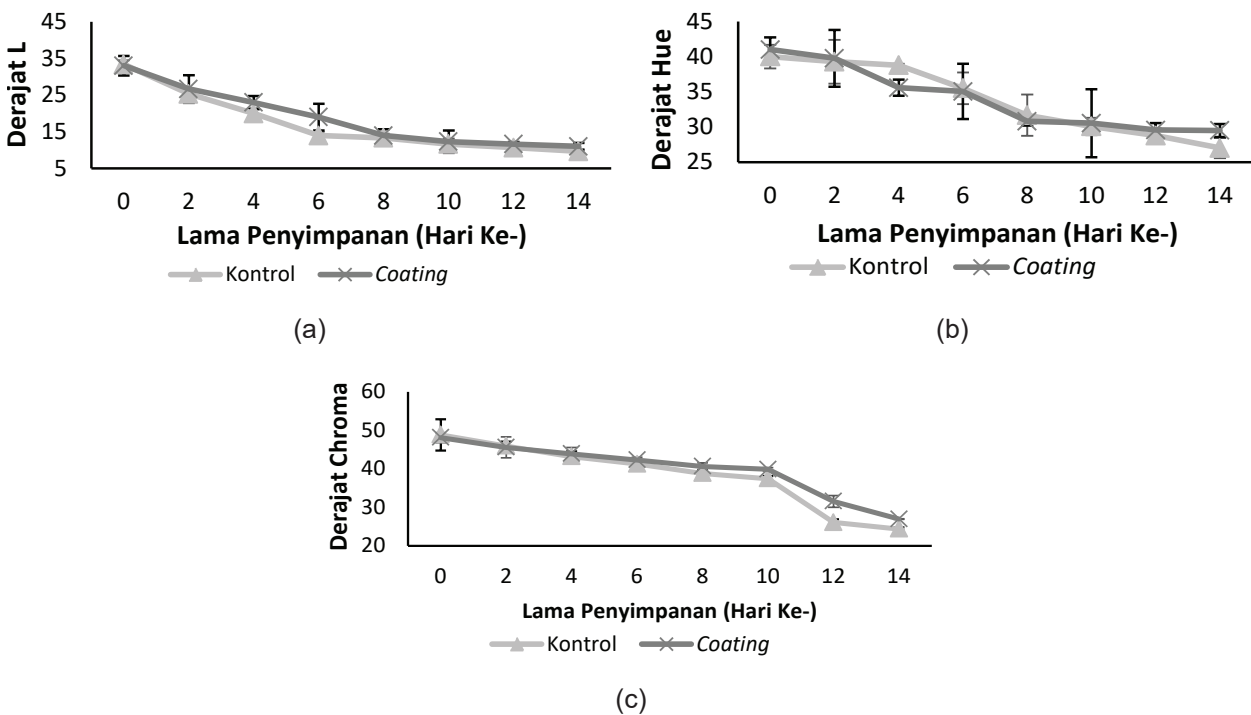 Derajat L
45
35
25
15
5
0 2 4 6 8 10 12 14
Lama Penyimpanan (Hari Ke-)
Kontrol Coating
(a)
Derajat Hue
45
40
35
30
25
0 2 4 6 8 10 12 14
Lama Penyimpanan (Hari Ke-)
Kontrol Coating
(b)
Derajat Chroma
60
50
40
30
20
0 2 4 6 8 10 12 14
Lama Penyimpanan (Hari Ke-)
Kontrol Coating
(c)